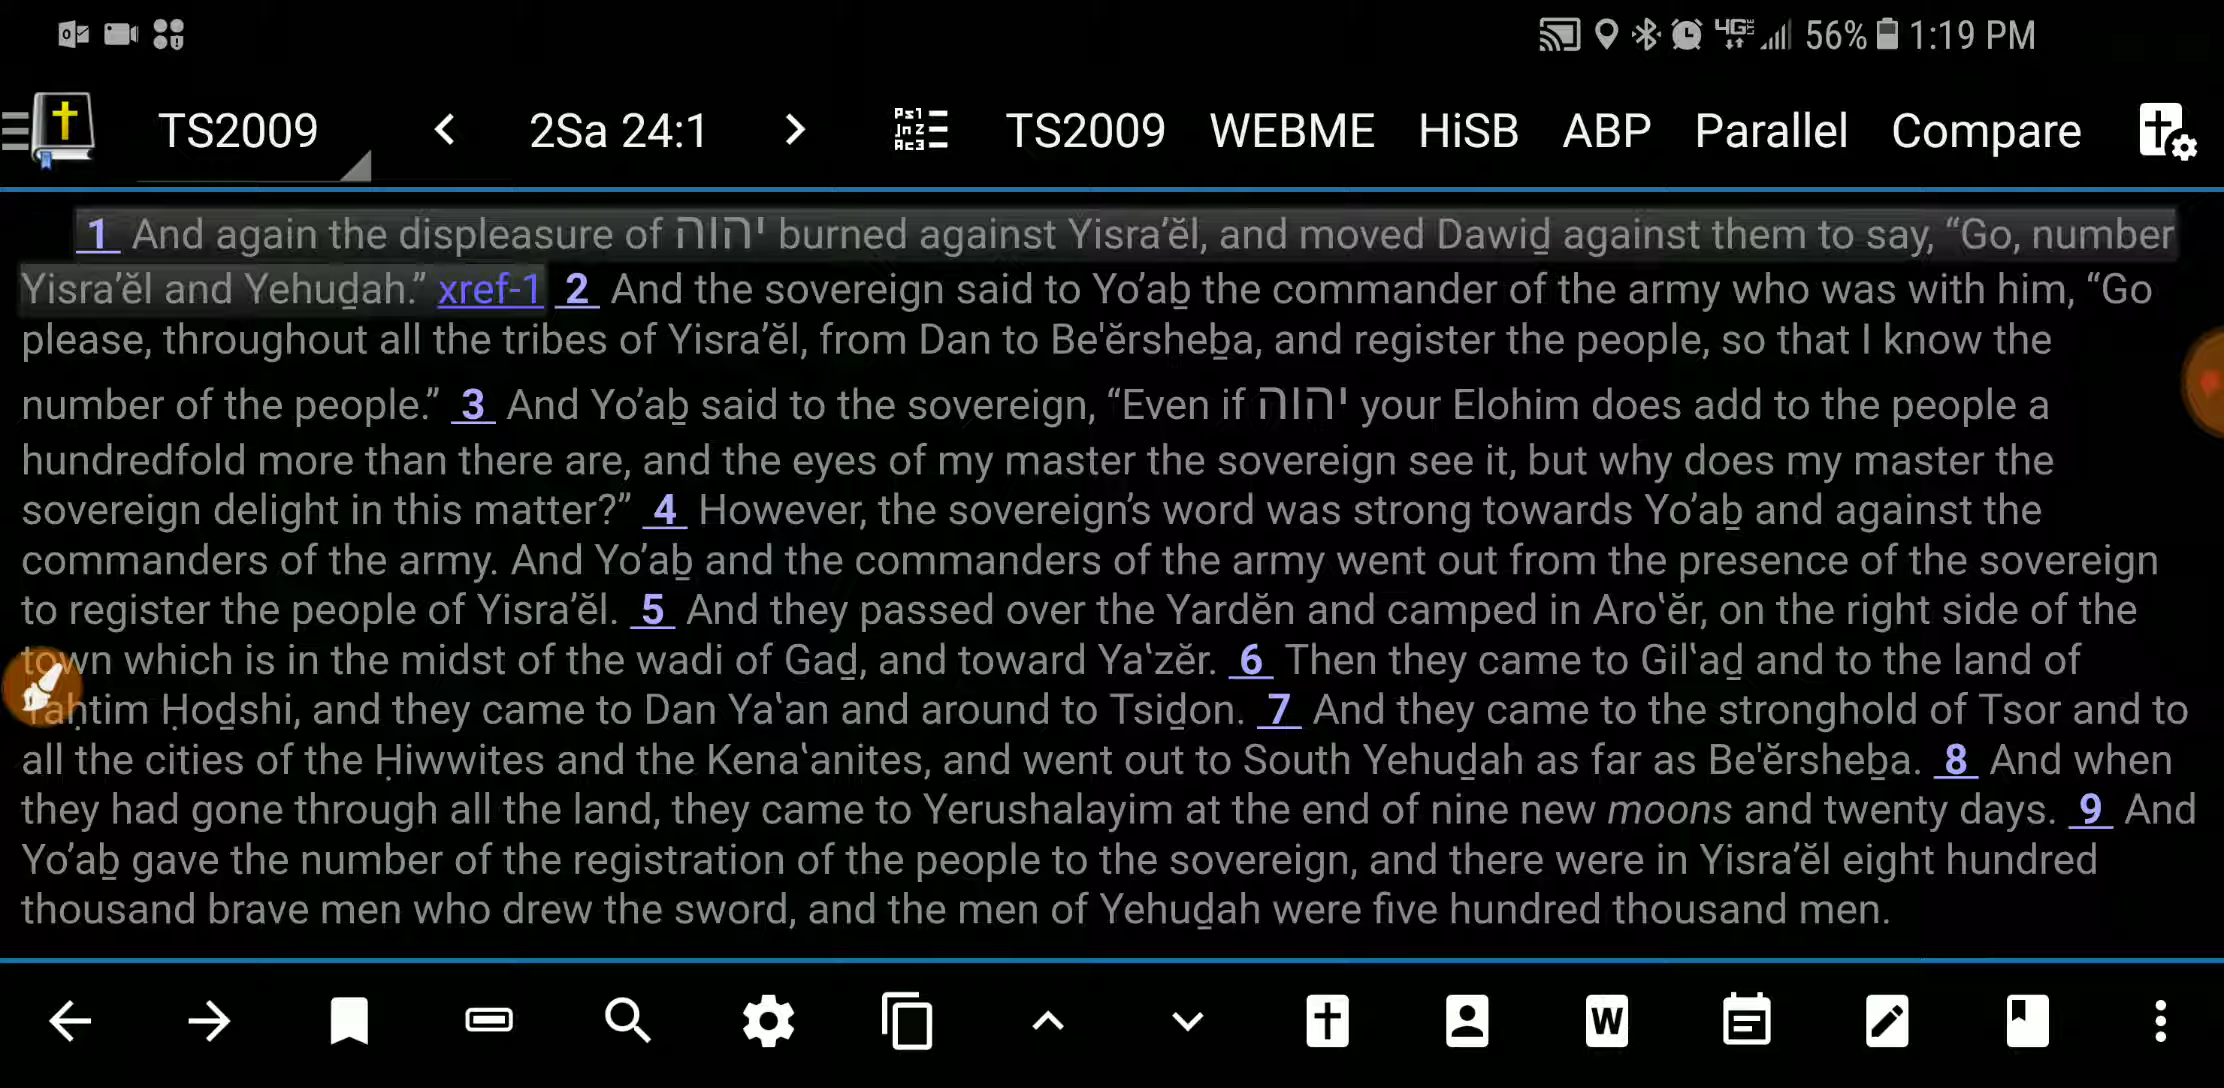 56% 1:19 PM
TS2009 2Sa 24:1 TS2009 WEBME HiSB ABP Parallel Compare
1 And again the displeasure of יהוה burned against Yisra’ĕl, and moved Dawiḏ against them to say, “Go, number
Yisra’ĕl and Yehuḏah.” xref-1 2 And the sovereign said to Yo’aḇ the commander of the army who was with him, “Go
please, throughout all the tribes of Yisra’ĕl, from Dan to Be'ĕrsheḇa, and register the people, so that I know the
number of the people.” 3 And Yo’aḇ said to the sovereign, “Even if יהוה your Elohim does add to the people a
hundredfold more than there are, and the eyes of my master the sovereign see it, but why does my master the
sovereign delight in this matter?” 4 However, the sovereign’s word was strong towards Yo’aḇ and against the
commanders of the army. And Yo’aḇ and the commanders of the army went out from the presence of the sovereign
to register the people of Yisra’ĕl. 5 And they passed over the Yardĕn and camped in Aro‛ĕr, on the right side of the
town which is in the midst of the wadi of Gaḏ, and toward Ya‛zĕr. 6 Then they came to Gil‛aḏ and to the land of
Taḥtim Ḥoḏshi, and they came to Dan Ya‛an and around to Tsiḏon. 7 And they came to the stronghold of Tsor and to
all the cities of the Ḥiwwites and the Kena‛anites, and went out to South Yehuḏah as far as Be'ĕrsheḇa. 8 And when
they had gone through all the land, they came to Yerushalayim at the end of nine new moons and twenty days. 9 And
Yo’aḇ gave the number of the registration of the people to the sovereign, and there were in Yisra’ĕl eight hundred
thousand brave men who drew the sword, and the men of Yehuḏah were five hundred thousand men.
W